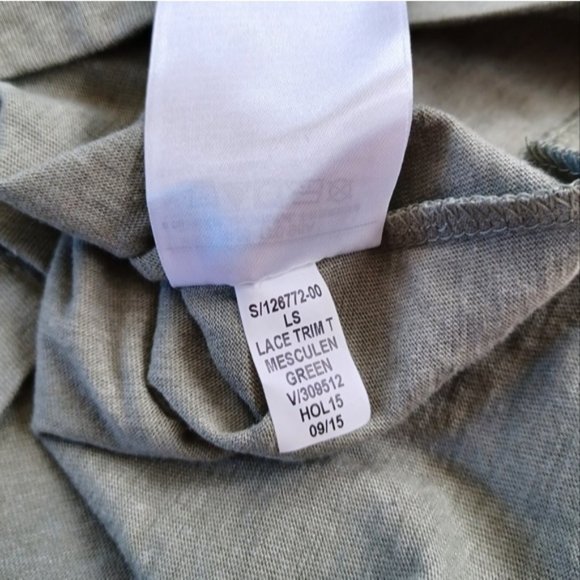 S/126772-00
LS
LACE TRIM T
MESCULEN
GREEN
V/309512
HOL15
09/15